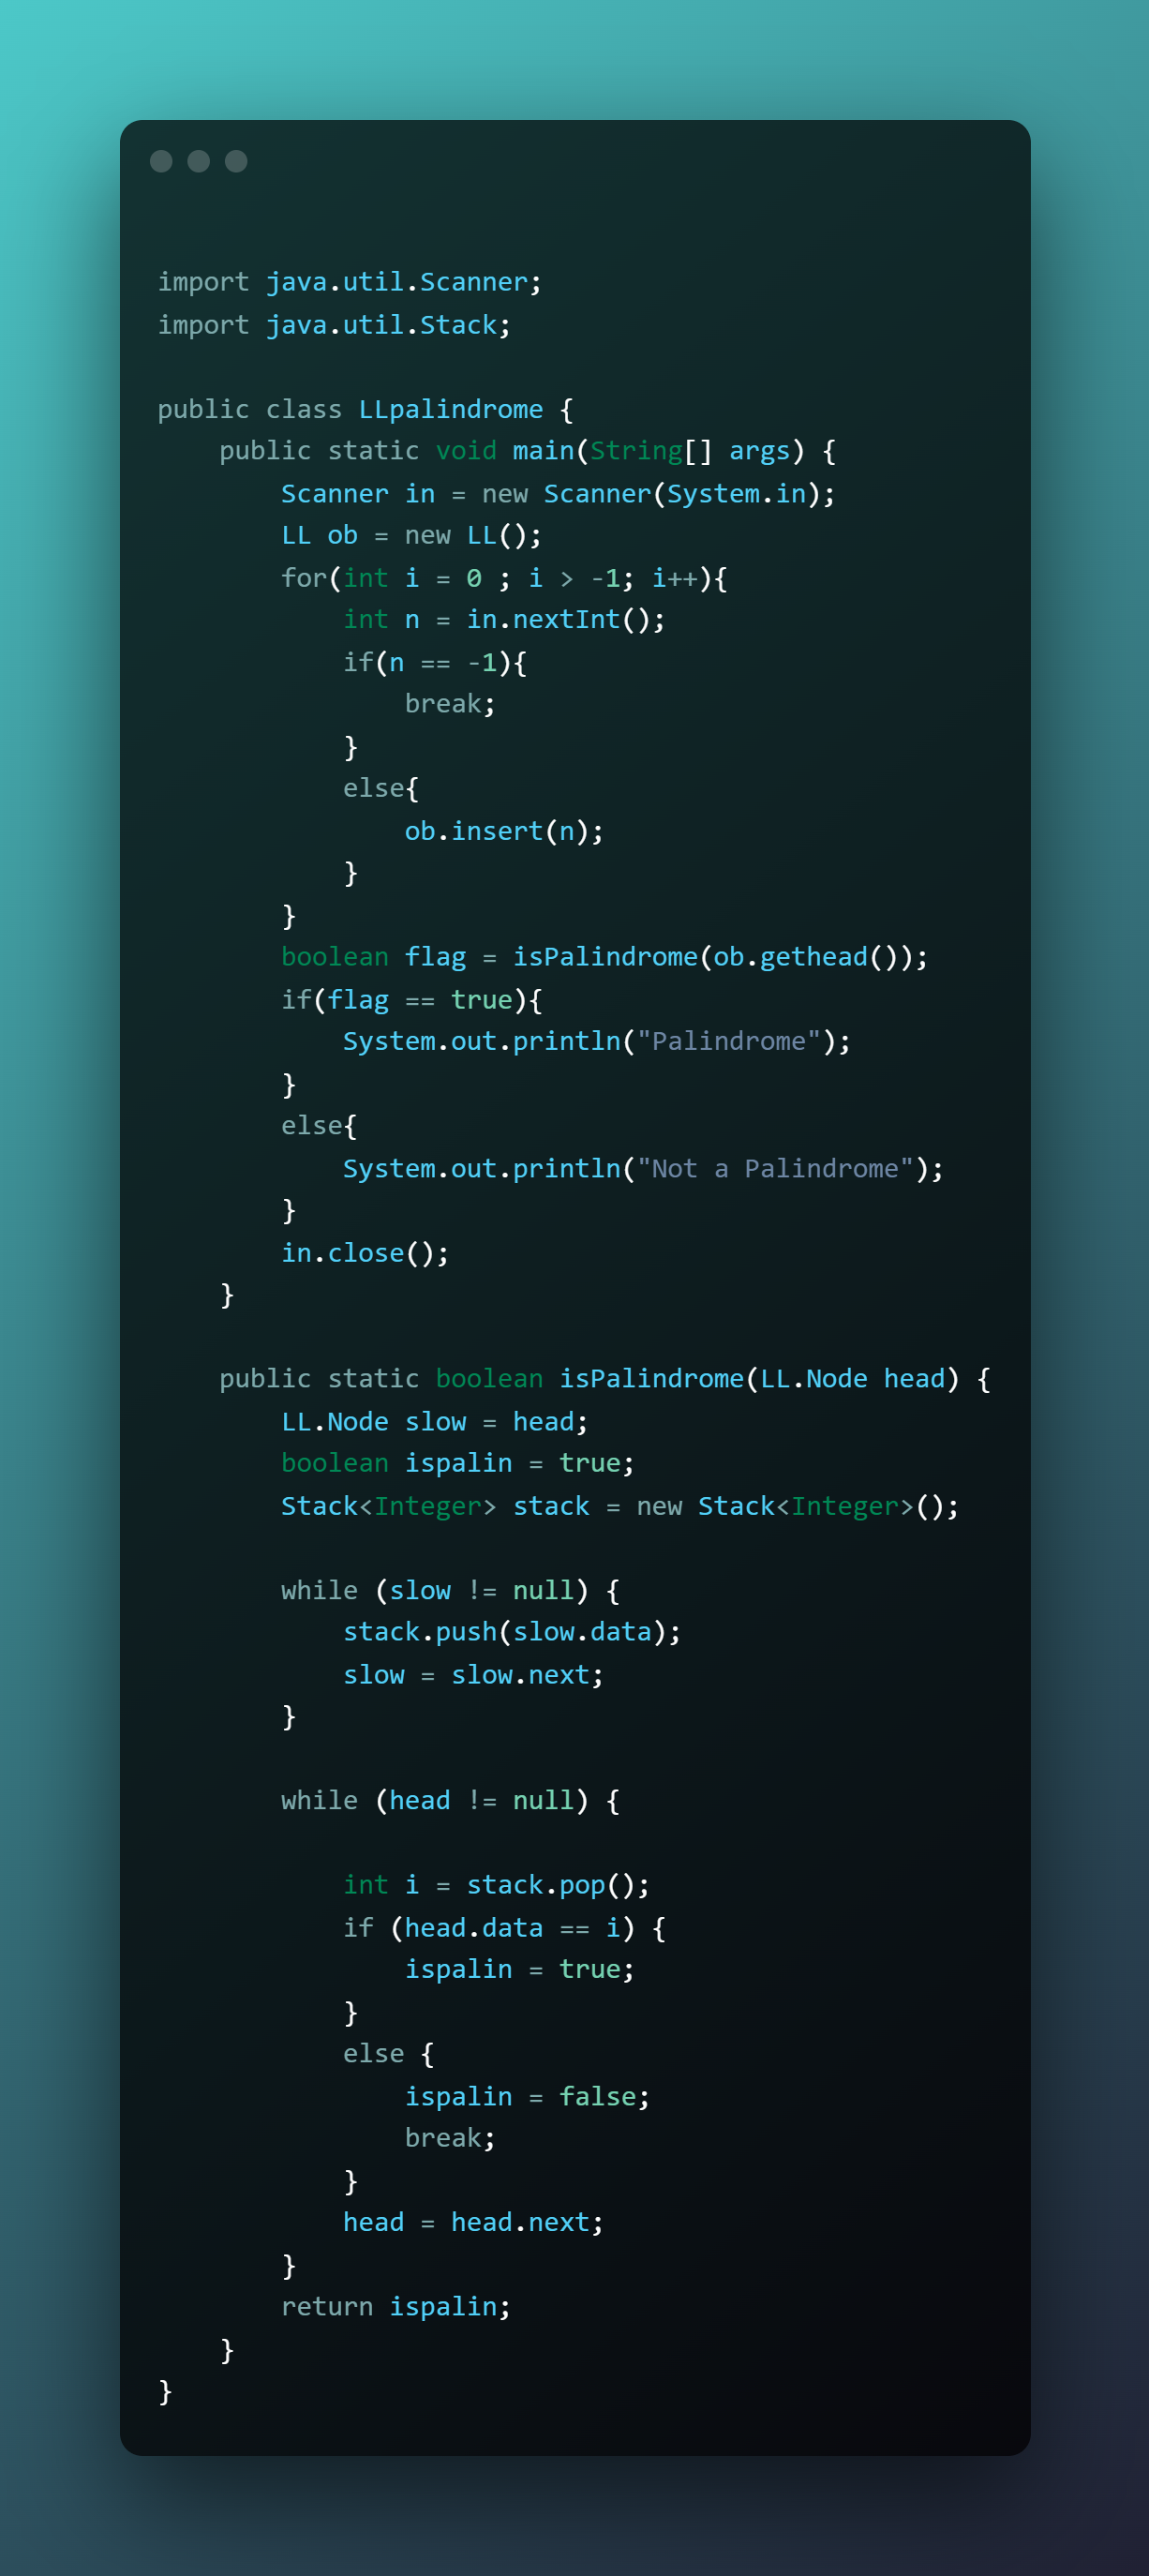 import java.util.Scanner;
import java.util.Stack;

public class LLpalindrome {
    public static void main(String[] args) {
        Scanner in = new Scanner(System.in);
        LL ob = new LL();
        for(int i = 0 ; i > -1; i++){
            int n = in.nextInt();
            if(n == -1){
                break;
            }
            else{
                ob.insert(n);
            }
        }
        boolean flag = isPalindrome(ob.gethead());
        if(flag == true){
            System.out.println("Palindrome");
        }
        else{
            System.out.println("Not a Palindrome");
        }
        in.close();
    }

    public static boolean isPalindrome(LL.Node head) {
        LL.Node slow = head;
        boolean ispalin = true;
        Stack<Integer> stack = new Stack<Integer>();

        while (slow != null) {
            stack.push(slow.data);
            slow = slow.next;
        }

        while (head != null) {

            int i = stack.pop();
            if (head.data == i) {
                ispalin = true;
            }
            else {
                ispalin = false;
                break;
            }
            head = head.next;
        }
        return ispalin;
    }
}